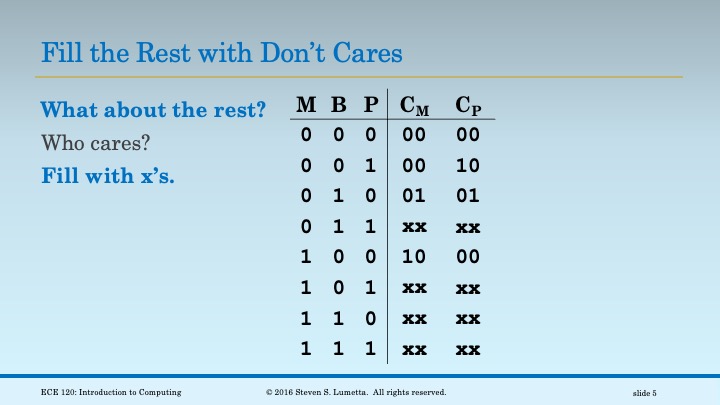 Fill the Rest with Don’t Cares
What about the rest?
Who cares?
Fill with x’s.
M B P C_M C_P
0 0 0 00 00
0 0 1 00 10
0 1 0 01 01
0 1 1 xx xx
1 0 0 10 00
1 0 1 xx xx
1 1 0 xx xx
1 1 1 xx xx
ECE 120: Introduction to Computing © 2016 Steven S. Lumetta. All rights reserved. slide 5